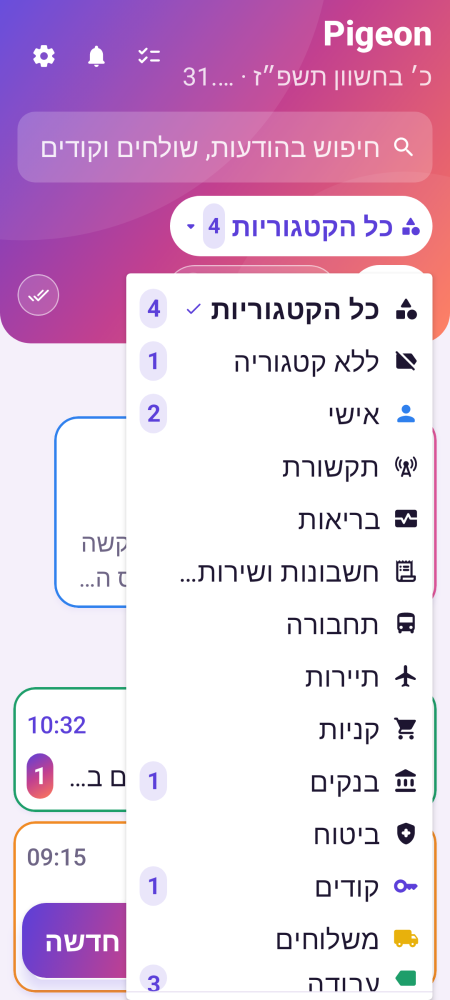 Pigeon
כ׳ בחשוון תשפ״ז · 31.…
חיפוש בהודעות, שולחים וקודים
כל הקטגוריות 4
כל הקטגוריות 4
ללא קטגוריה 1
אישי 2
תקשורת
בריאות
חשבונות ושירות…
תחבורה
תיירות
קניות
בנקים 1
ביטוח
קודים 1
משלוחים
עבודה 3
קשה
ס ה…
10:32
ם ב… 1
09:15
חדשה